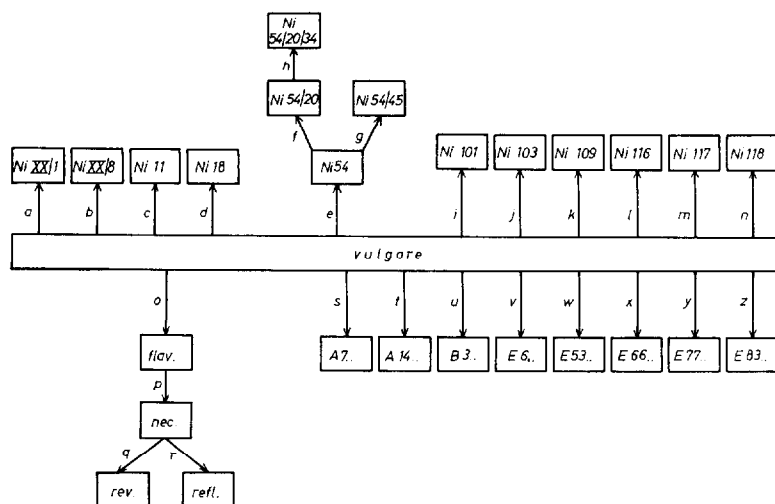 Ni
54/20/34
h
Ni 54/20
Ni 54/45
f
g
Ni XX/1
Ni XX/8
Ni 11
Ni 18
Ni54
Ni 101
Ni 103
Ni 109
Ni 116
Ni 117
Ni 118
a
b
c
d
e
i
j
k
l
m
n
vulgare
o
s
t
u
v
w
x
y
z
flav.
A7..
A 14..
B 3..
E 6..
E53..
E 66..
E 77..
E 83..
p
nec.
q
r
rev.
refl.